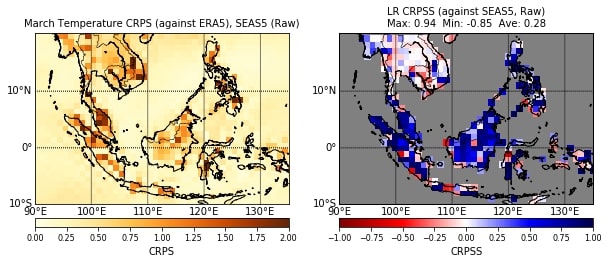 March Temperature CRPS (against ERA5), SEAS5 (Raw)
LR CRPSS (against SEAS5, Raw)
Max: 0.94 Min: -0.85 Ave: 0.28
10°N
0°
10°S
90°E 100°E 110°E 120°E 130°E
0.00 0.25 0.50 0.75 1.00 1.25 1.50 1.75 2.00
CRPS
10°N
0°
10°S
90°E 100°E 110°E 120°E 130°E
−1.00 −0.75 −0.50 −0.25 0.00 0.25 0.50 0.75 1.00
CRPSS